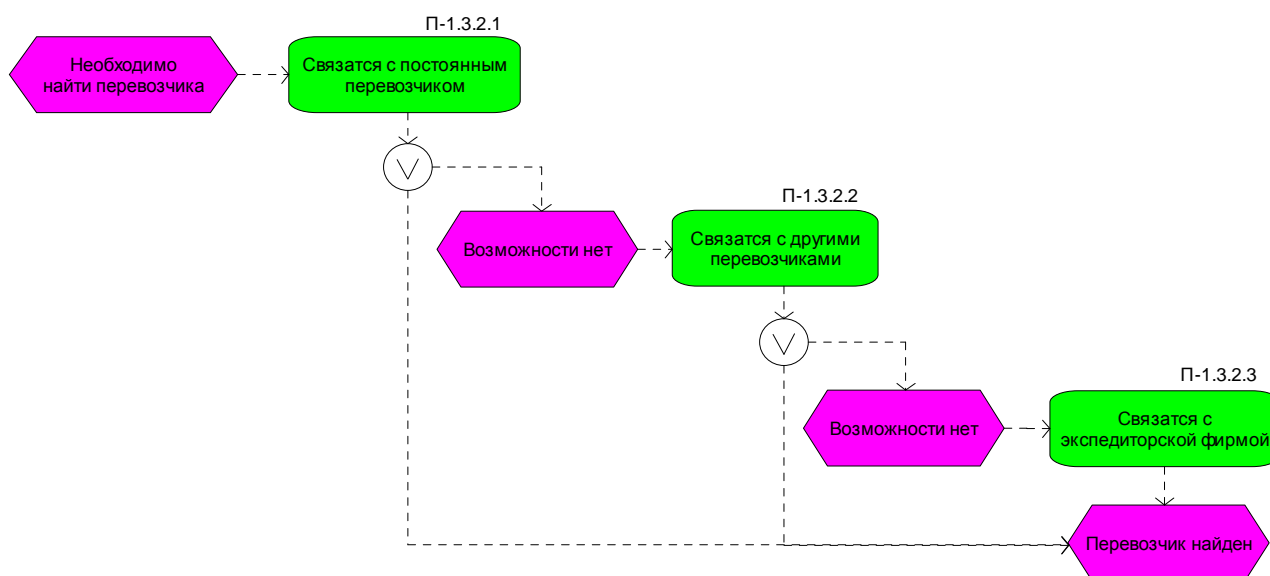 П-1.3.2.1
Необходимо
найти перевозчика
Связатся с постоянным
перевозчиком
П-1.3.2.2
Возможности нет
Связатся с другими
перевозчиками
П-1.3.2.3
Возможности нет
Связатся с
экспедиторской фирмой
Перевозчик найден